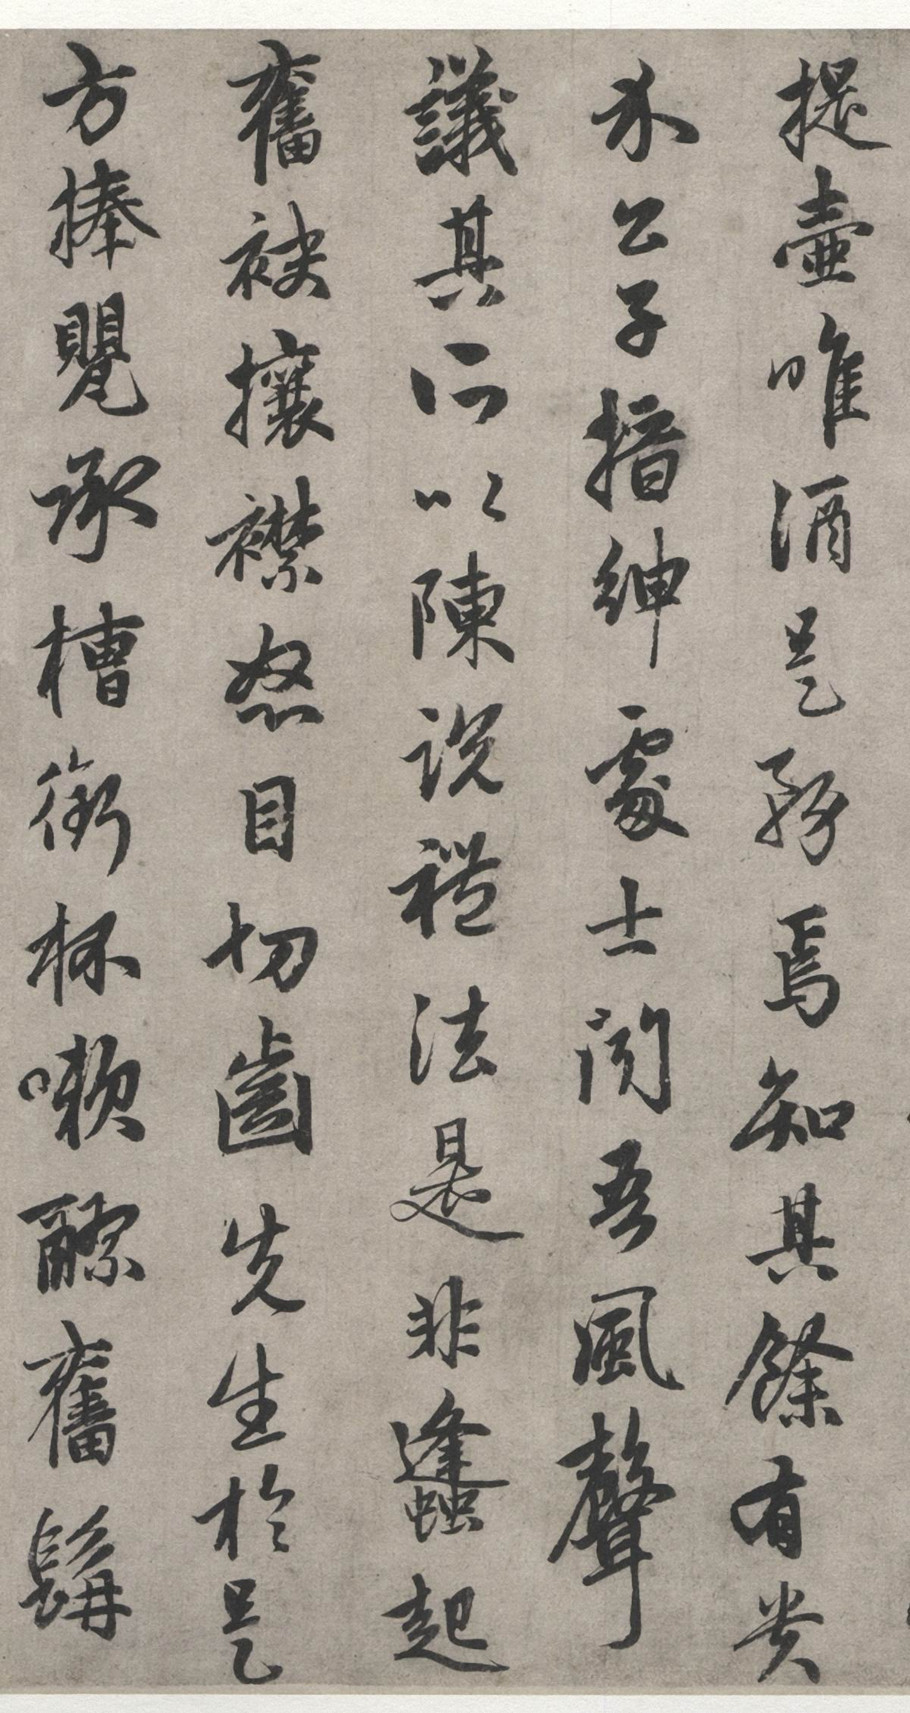 提壺唯酒是務焉知其餘有貴
介公子搢紳處士聞吾風聲
議其所以陳說禮法是非蠭起
奮袂攘襟怒目切齒先生於是
方捧甖承槽銜杯嗽醪奮髯